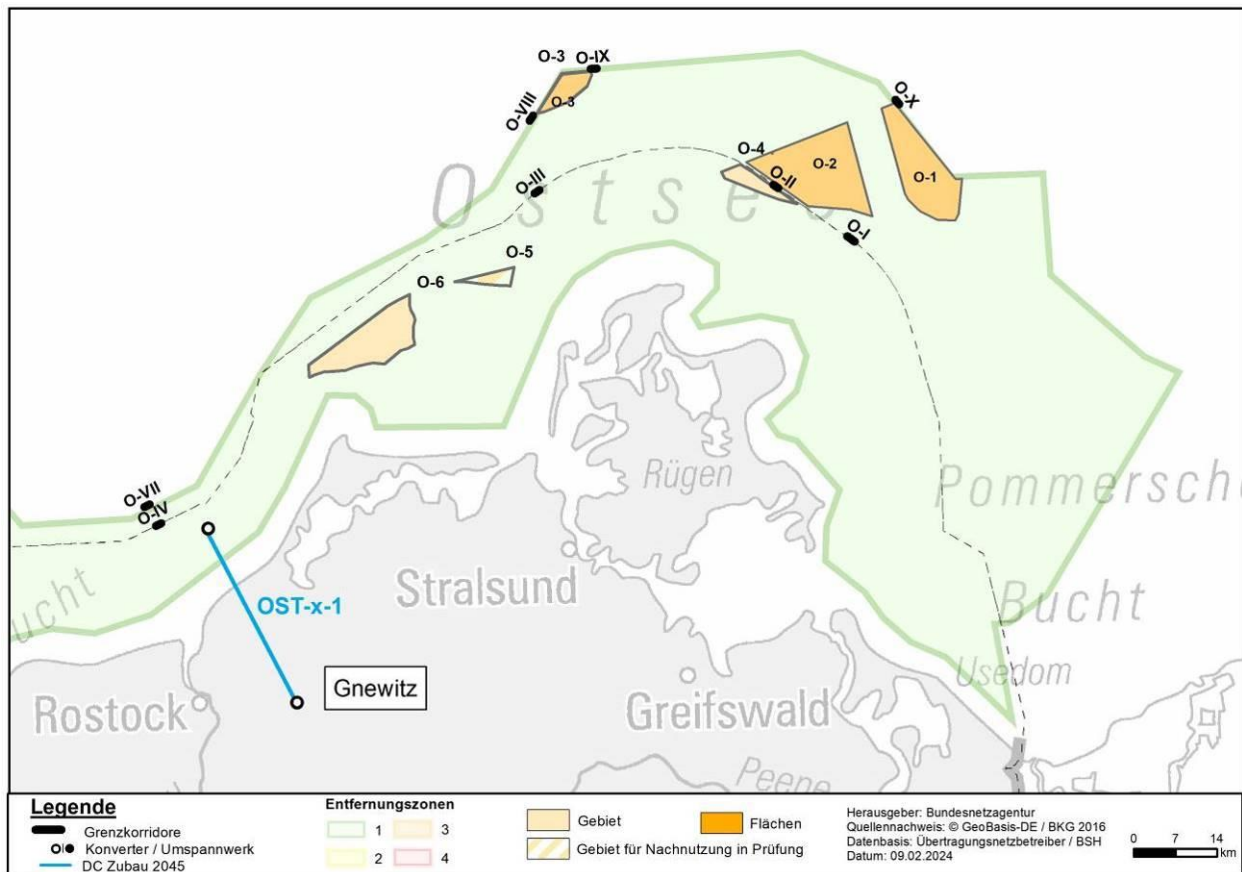 O-3 O-IX
O-3
O-VIII
O-X
O-4
O-2
O-1
O-II
O-III
Ostsee
O-I
O-5
O-6
Rügen
Pommersche
O-VII
O-IV
Stralsund
OST-x-1
Bucht
ucht
Usedom
Gnewitz
Rostock
Greifswald
Peene
Legende
Grenzkorridore
Konverter / Umspannwerk
DC Zubau 2045
Entfernungszonen
1 3
2 4
Gebiet
Flächen
Gebiet für Nachnutzung in Prüfung
Herausgeber: Bundesnetzagentur
Quellennachweis: © GeoBasis-DE / BKG 2016
Datenbasis: Übertragungsnetzbetreiber / BSH
Datum: 09.02.2024
0 7 14
km